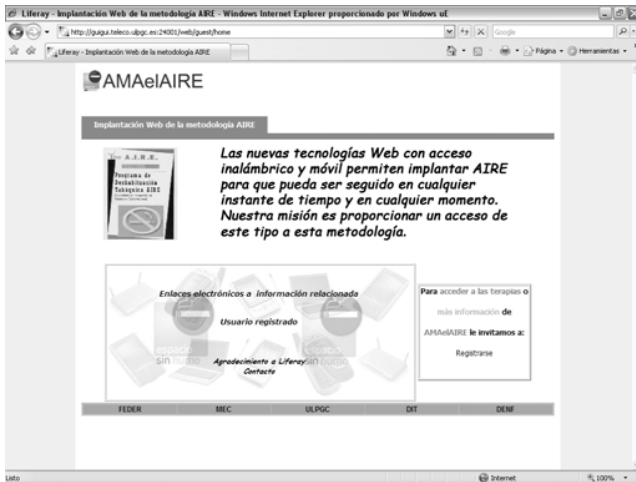 Liferay - Implantación Web de la metodología AIRE - Windows Internet Explorer proporcionado por Windows uE
http://guigui.teleco.ulpgc.es:24001/web/guest/home
Google
Liferay - Implantación Web de la metodología AIRE
Página
Herramientas
AMAelAIRE
Implantación Web de la metodología AIRE
A.I.R.E.
Programa de
Deshabituación
Tabáquica AIRE
Las nuevas tecnologías Web con acceso
inalámbrico y móvil permiten implantar AIRE
para que pueda ser seguido en cualquier
instante de tiempo y en cualquier momento.
Nuestra misión es proporcionar un acceso de
este tipo a esta metodología.
Enlaces electrónicos a información relacionada
Usuario registrado
espacio
sin humo
espacio
sin humo
Agradecimiento a Liferay
Contacto
Para acceder a las terapias o
más información de
AMAelAIRE le invitamos a:
Registrarse
FEDER MEC ULPGC DIT DENF
Listo
Internet
100%